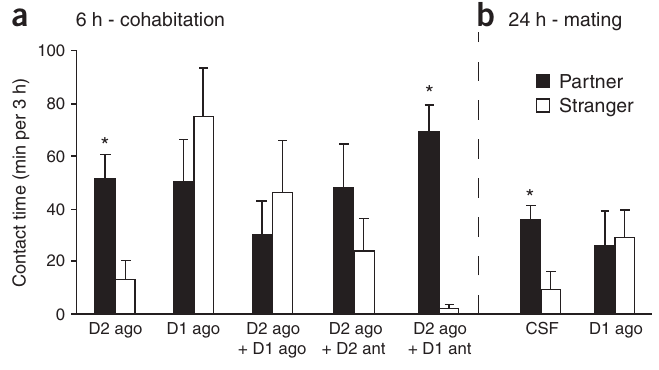 a 6 h - cohabitation
b 24 h - mating
Contact time (min per 3 h)
100
80
60
40
20
0
Partner
Stranger
*
*
*
D2 ago
D1 ago
D2 ago
+ D1 ago
D2 ago
+ D2 ant
D2 ago
+ D1 ant
CSF
D1 ago